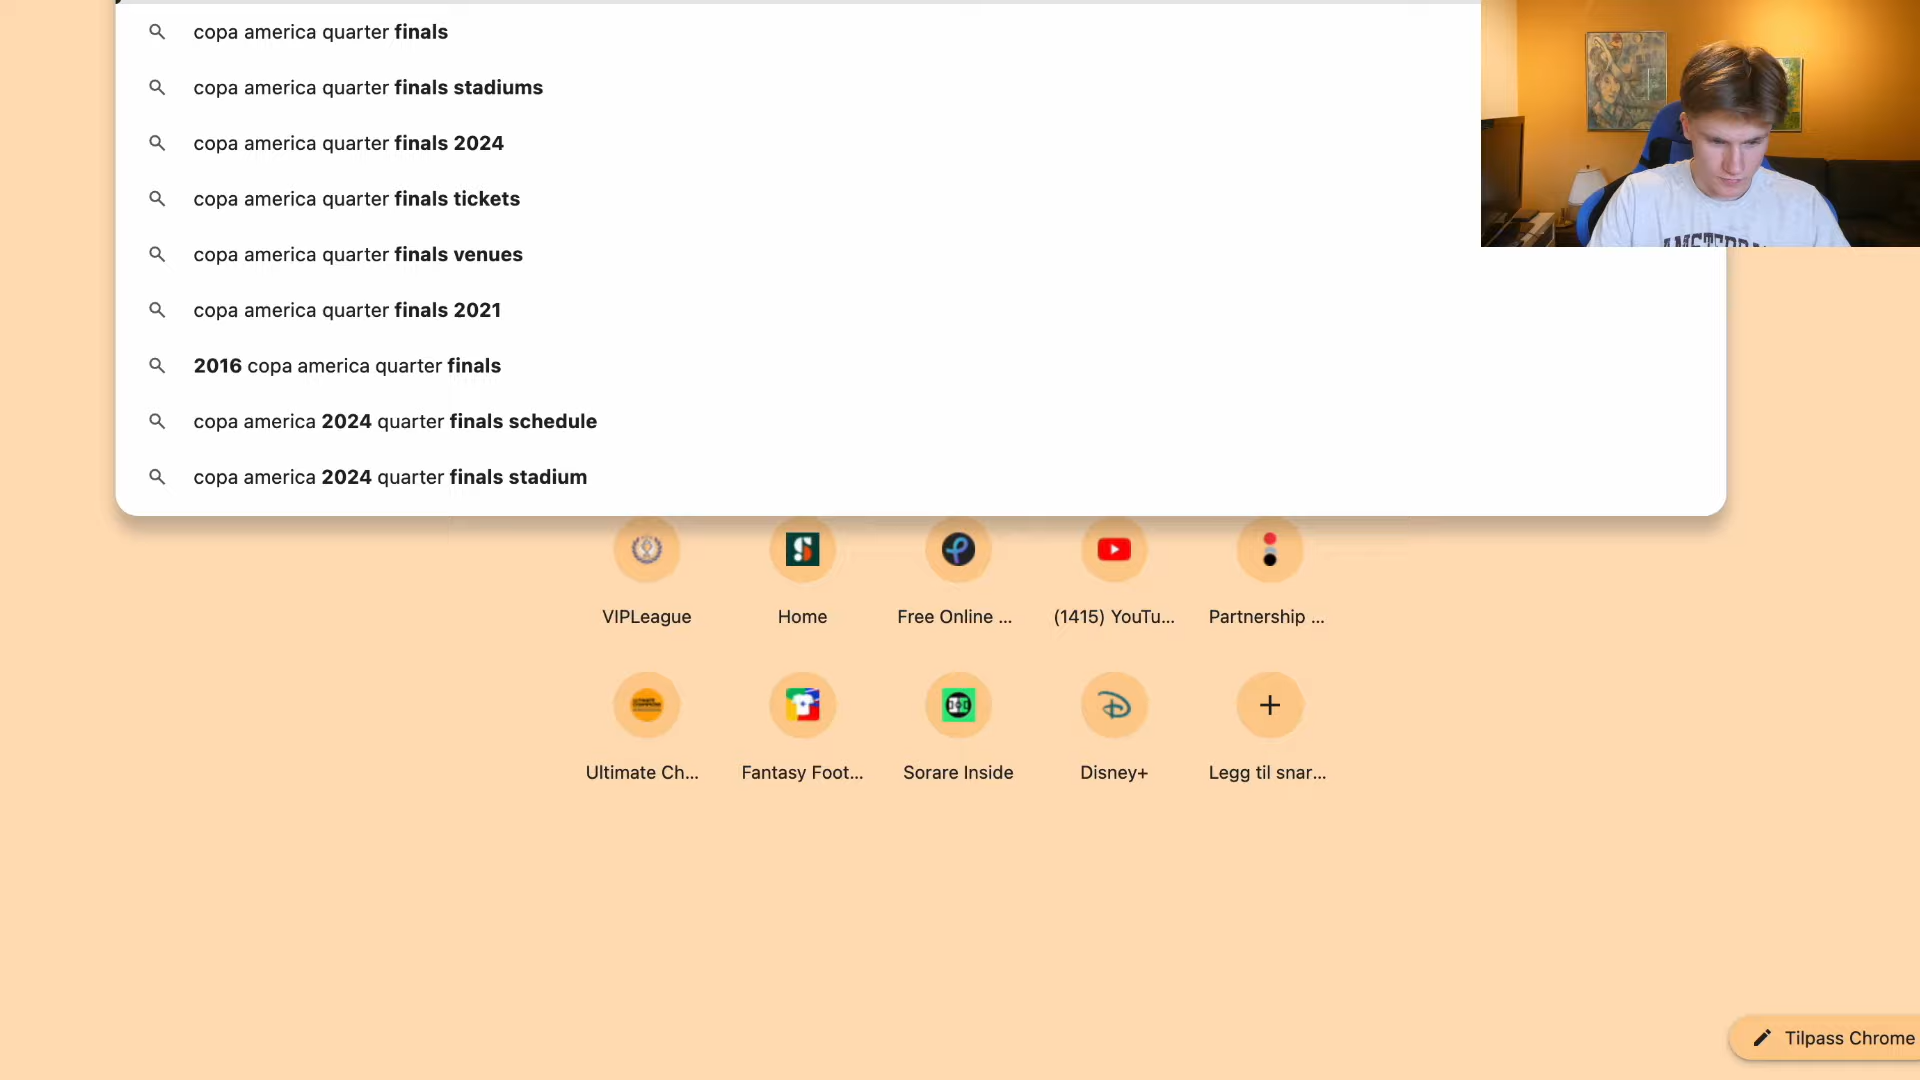 copa america quarter finals
copa america quarter finals stadiums
copa america quarter finals 2024
copa america quarter finals tickets
copa america quarter finals venues
copa america quarter finals 2021
2016 copa america quarter finals
copa america 2024 quarter finals schedule
copa america 2024 quarter finals stadium
VIPLeague
Home
Free Online ...
(1415) YouTu...
Partnership ...
Ultimate Ch...
Fantasy Foot...
Sorare Inside
Disney+
Legg til snar...
Tilpass Chrome